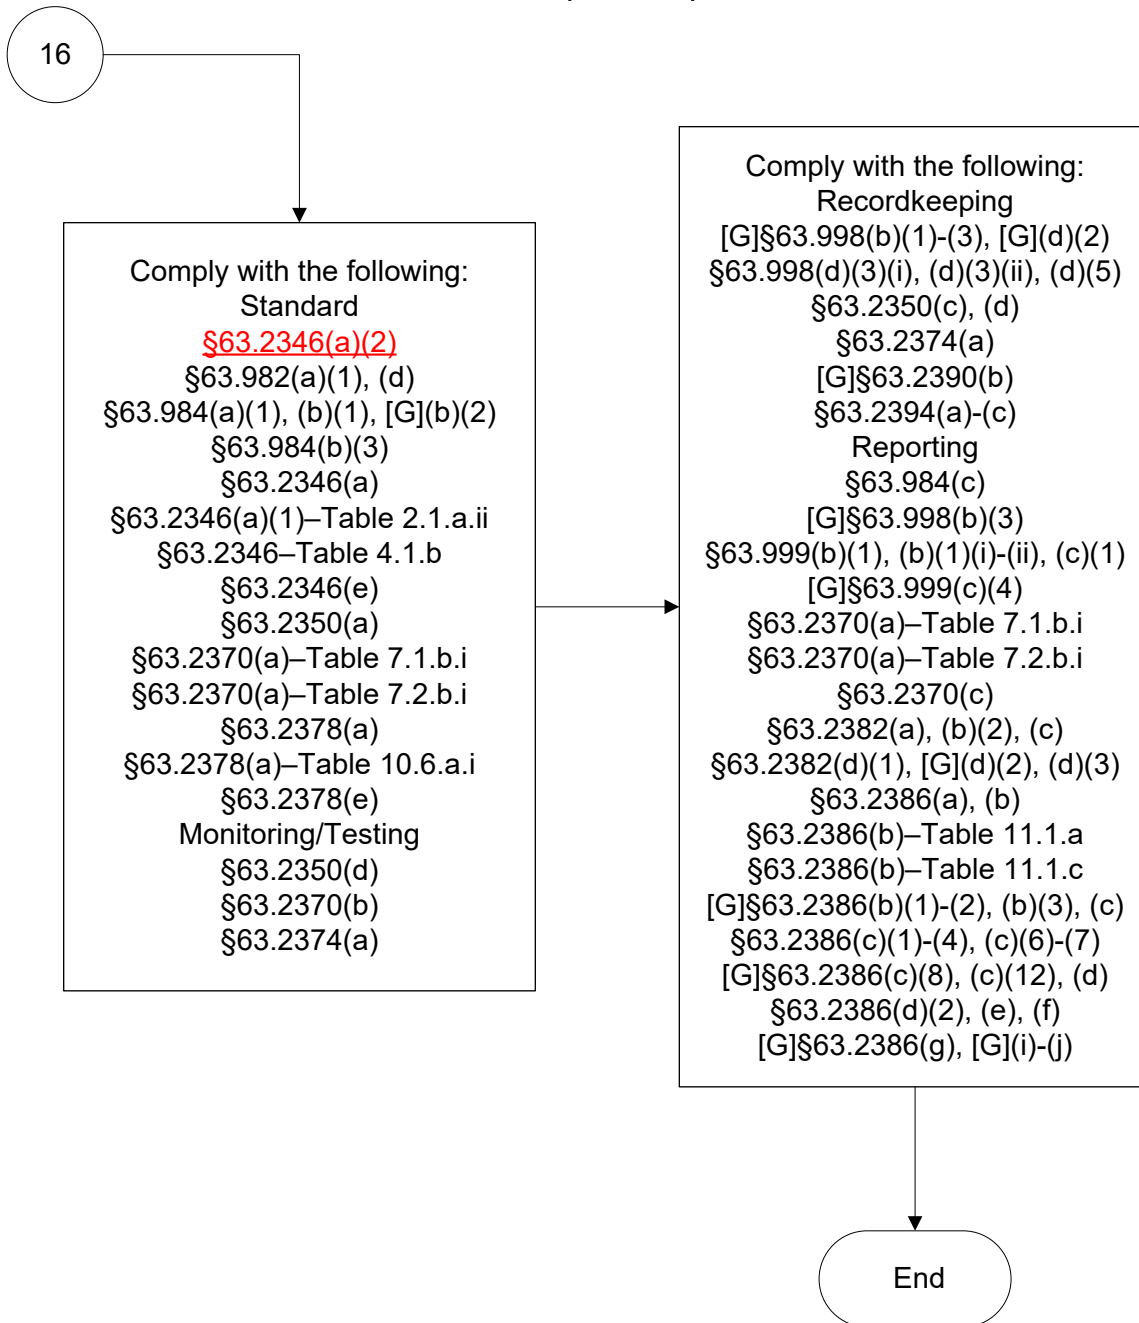 16
Comply with the following:
Standard
§63.2346(a)(2)
§63.982(a)(1), (d)
§63.984(a)(1), (b)(1), [G](b)(2)
§63.984(b)(3)
§63.2346(a)
§63.2346(a)(1)–Table 2.1.a.ii
§63.2346–Table 4.1.b
§63.2346(e)
§63.2350(a)
§63.2370(a)–Table 7.1.b.i
§63.2370(a)–Table 7.2.b.i
§63.2378(a)
§63.2378(a)–Table 10.6.a.i
§63.2378(e)
Monitoring/Testing
§63.2350(d)
§63.2370(b)
§63.2374(a)
Comply with the following:
Recordkeeping
[G]§63.998(b)(1)-(3), [G](d)(2)
§63.998(d)(3)(i), (d)(3)(ii), (d)(5)
§63.2350(c), (d)
§63.2374(a)
[G]§63.2390(b)
§63.2394(a)-(c)
Reporting
§63.984(c)
[G]§63.998(b)(3)
§63.999(b)(1), (b)(1)(i)-(ii), (c)(1)
[G]§63.999(c)(4)
§63.2370(a)–Table 7.1.b.i
§63.2370(a)–Table 7.2.b.i
§63.2370(c)
§63.2382(a), (b)(2), (c)
§63.2382(d)(1), [G](d)(2), (d)(3)
§63.2386(a), (b)
§63.2386(b)–Table 11.1.a
§63.2386(b)–Table 11.1.c
[G]§63.2386(b)(1)-(2), (b)(3), (c)
§63.2386(c)(1)-(4), (c)(6)-(7)
[G]§63.2386(c)(8), (c)(12), (d)
§63.2386(d)(2), (e), (f)
[G]§63.2386(g), [G](i)-(j)
End